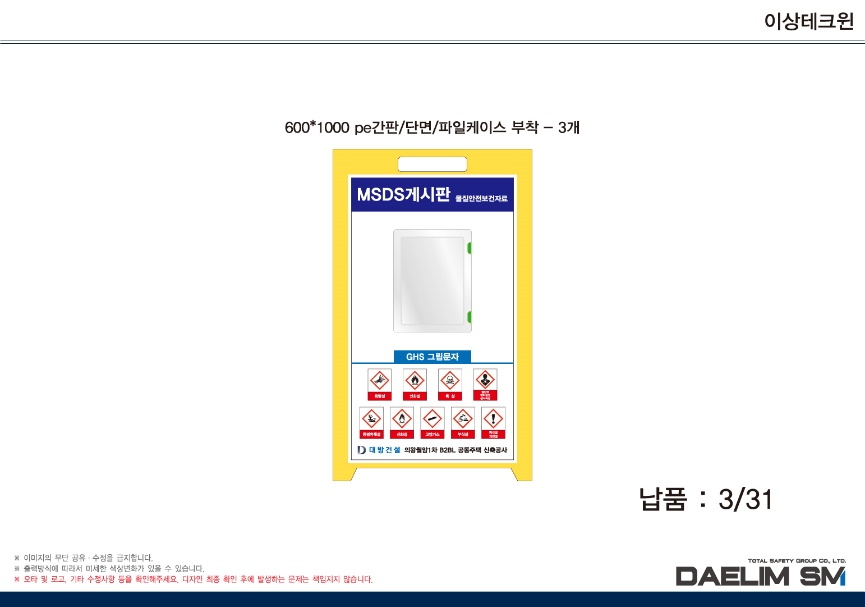 이상테크윈
600*1000 pe간판/단면/파일케이스 부착 - 3개
MSDS게시판 물질안전보건자료
GHS 그림문자
대방건설 의왕월암1차 B2BL 공동주택 신축공사
납품 : 3/31
※ 이미지의 무단 공유·수정을 금지합니다.
※ 출력방식에 따라서 미세한 색상변화가 있을 수 있습니다.
※ 오타 및 로고, 기타 수정사항 등을 확인해주세요. 디자인 최종 확인 후에 발생하는 문제는 책임지지 않습니다.
TOTAL SAFETY GROUP CO., LTD.
DAELIM SM